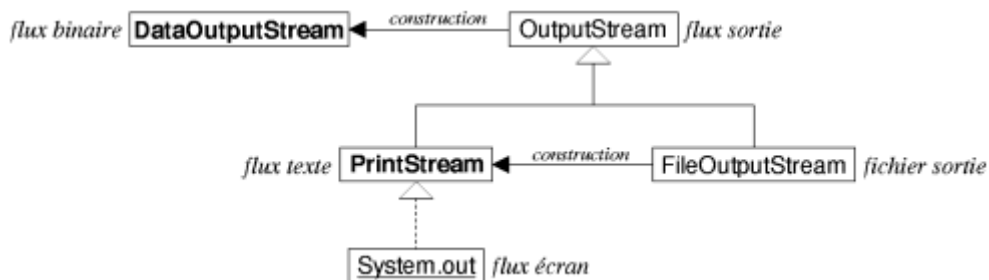 construction
flux binaire DataOutputStream OutputStream flux sortie
flux texte PrintStream construction FileOutputStream fichier sortie
System.out flux écran